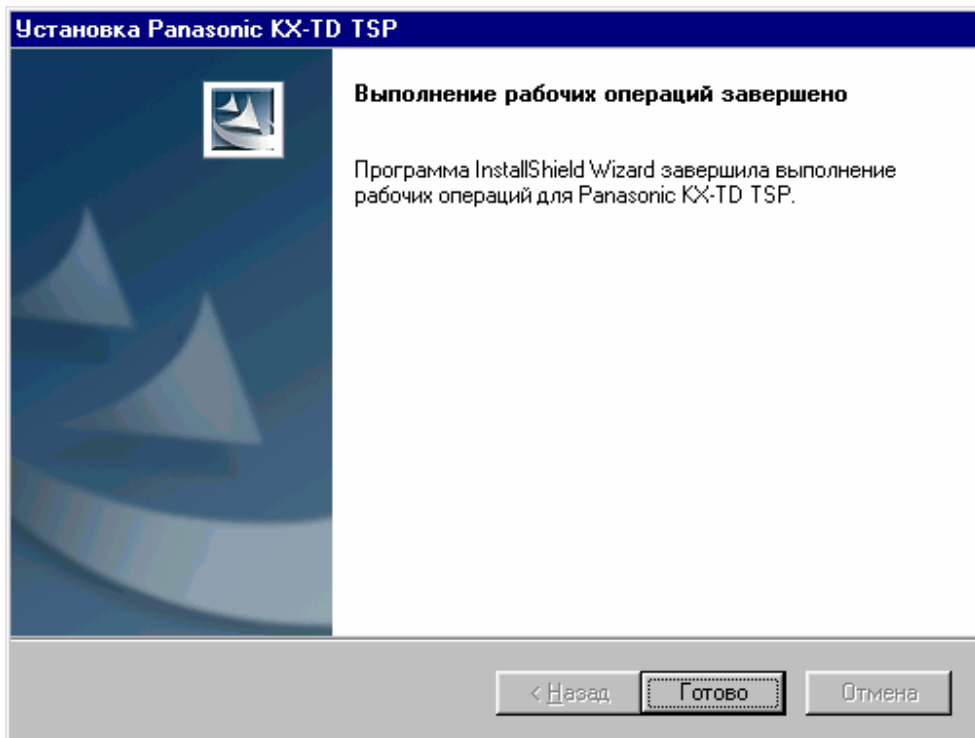 Установка Panasonic KX-TD TSP
Выполнение рабочих операций завершено
Программа InstallShield Wizard завершила выполнение
рабочих операций для Panasonic KX-TD TSP.
< Назад
Готово
Отмена